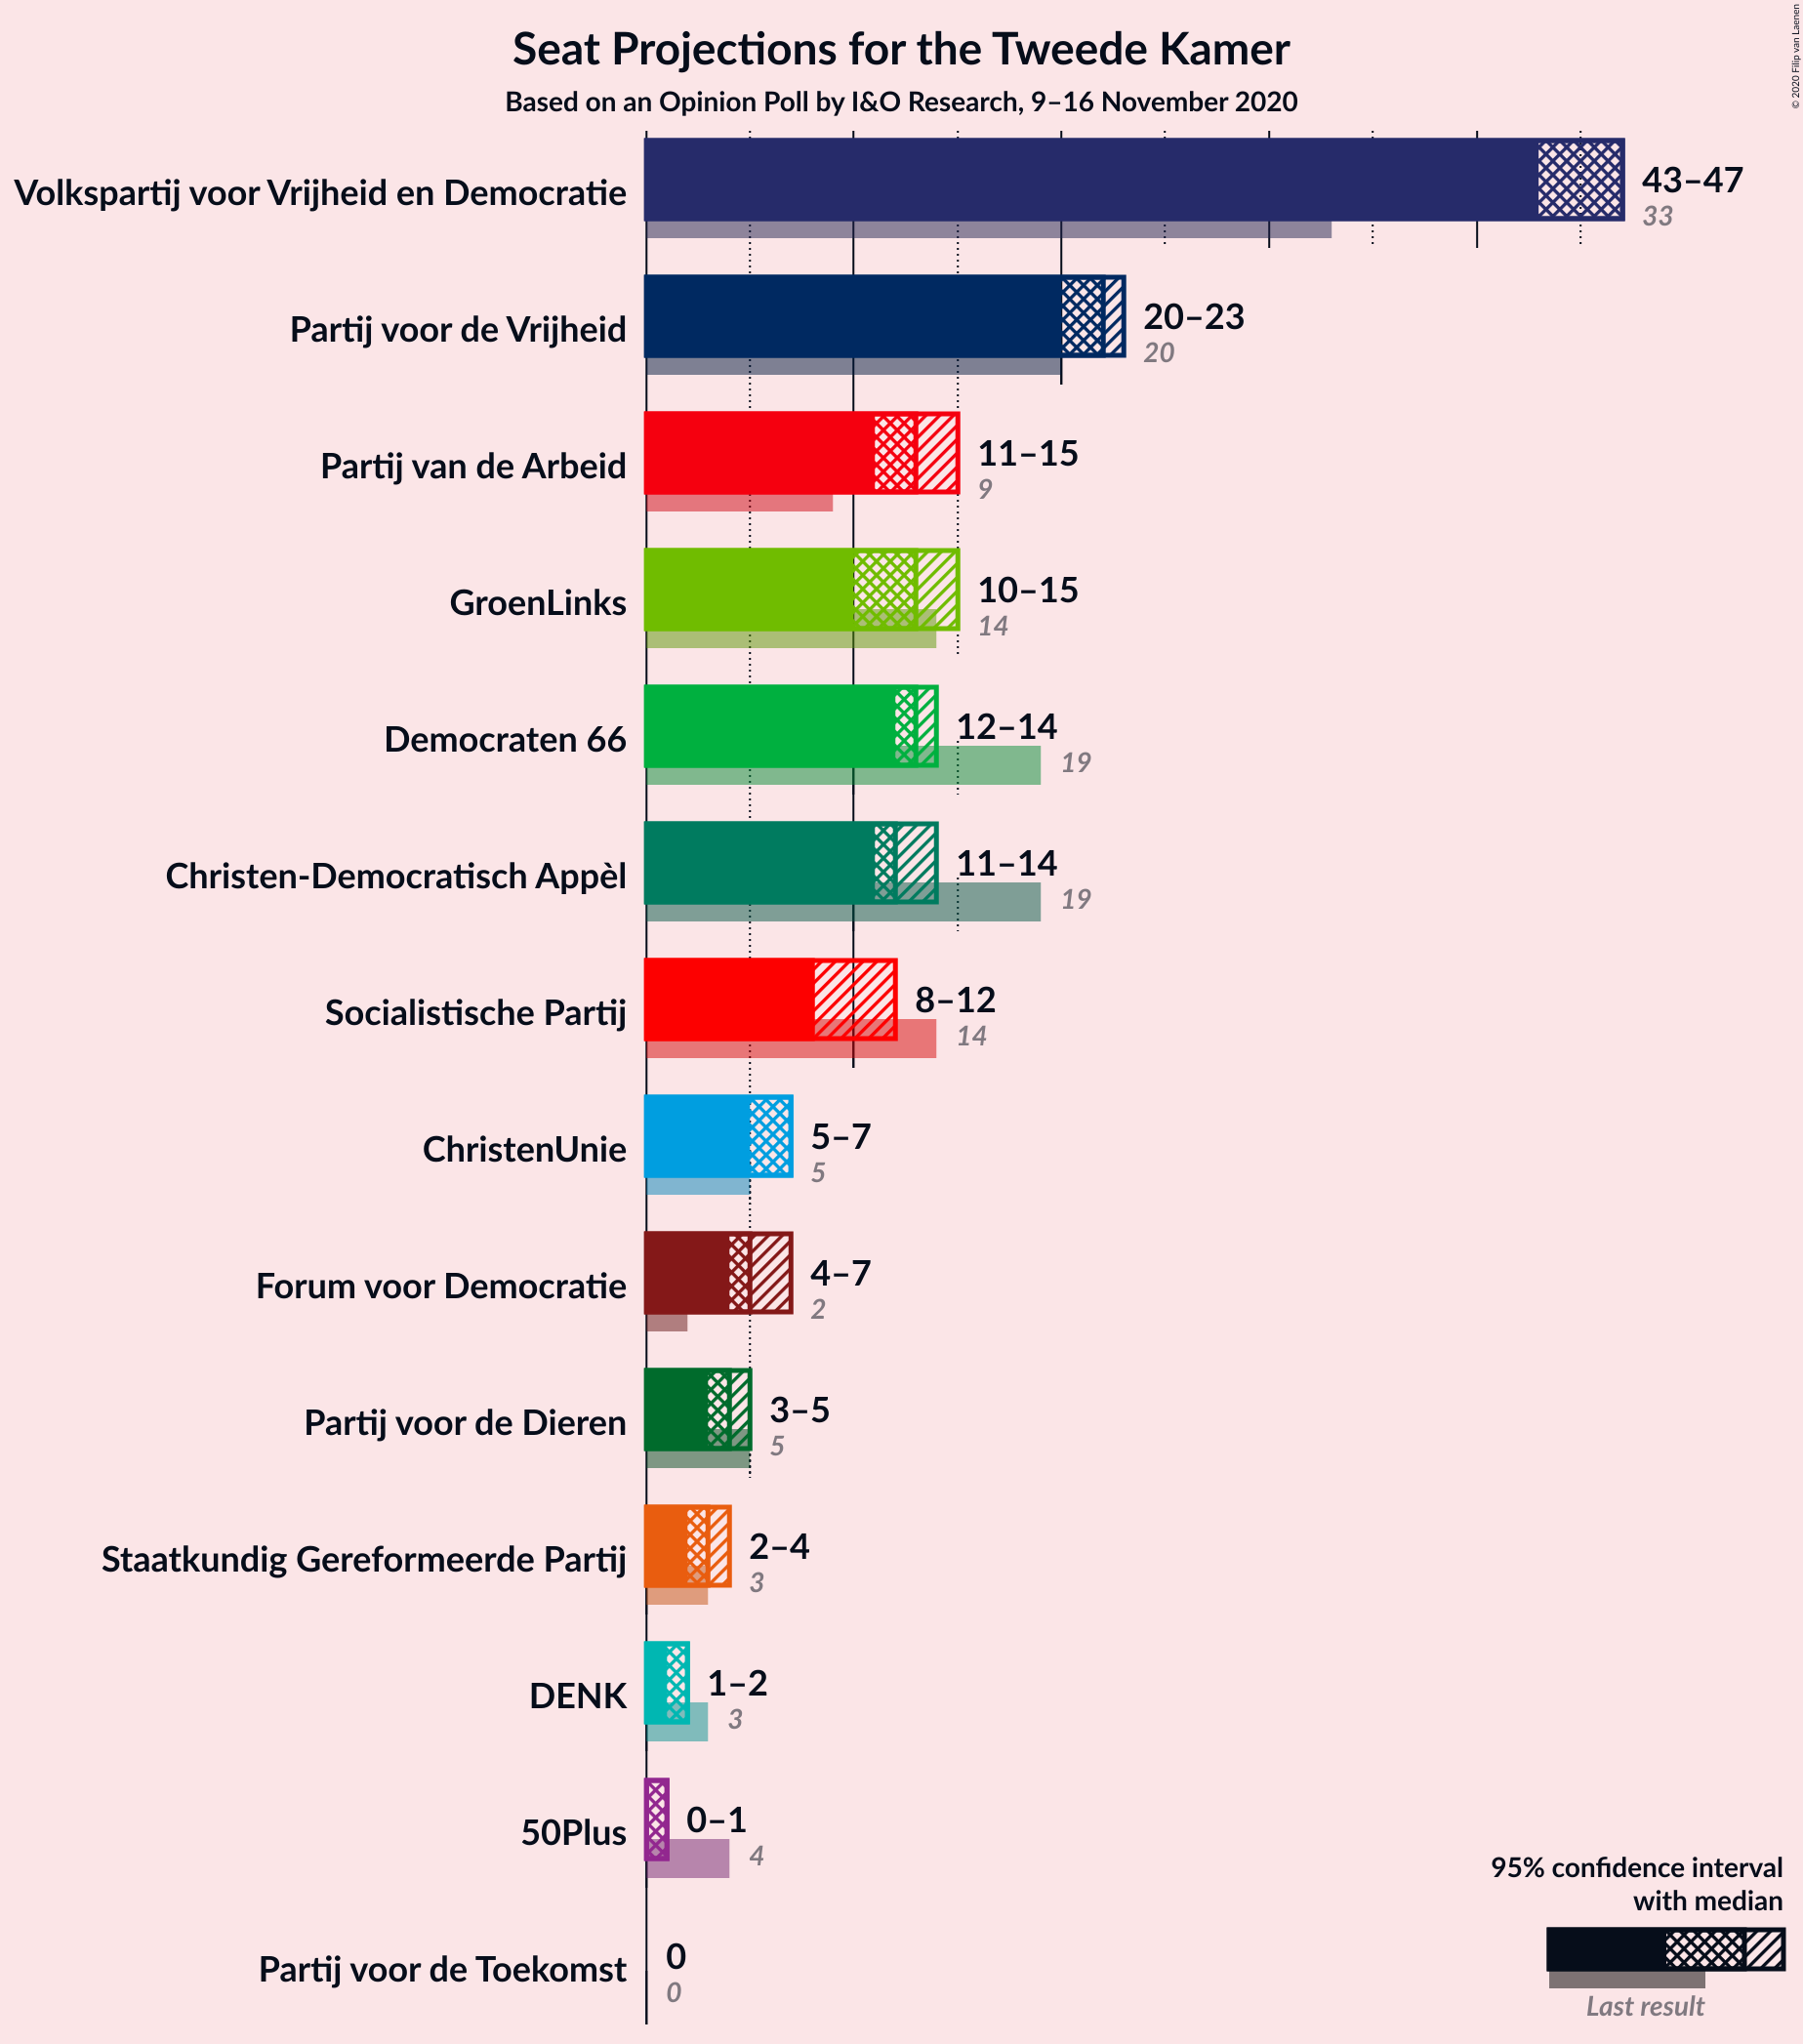 Seat Projections for the Tweede Kamer
Based on an Opinion Poll by I&O Research, 9–16 November 2020
© 2020 Filip van Laenen
Volkspartij voor Vrijheid en Democratie
43–47
33
Partij voor de Vrijheid
20–23
20
Partij van de Arbeid
11–15
9
GroenLinks
10–15
14
Democraten 66
12–14
19
Christen-Democratisch Appèl
11–14
19
Socialistische Partij
8–12
14
ChristenUnie
5–7
5
Forum voor Democratie
4–7
2
Partij voor de Dieren
3–5
5
Staatkundig Gereformeerde Partij
2–4
3
DENK
1–2
3
50Plus
0–1
4
Partij voor de Toekomst
0
0
95% confidence interval
with median
Last result